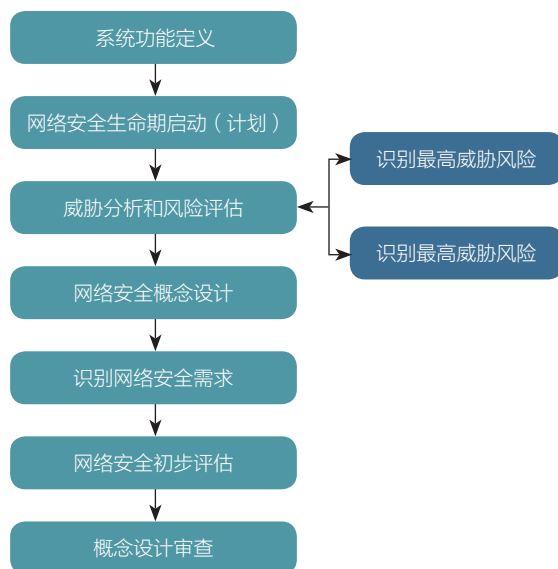 系统功能定义
网络安全生命期启动（计划）
识别最高威胁风险
威胁分析和风险评估
识别最高威胁风险
网络安全概念设计
识别网络安全需求
网络安全初步评估
概念设计审查